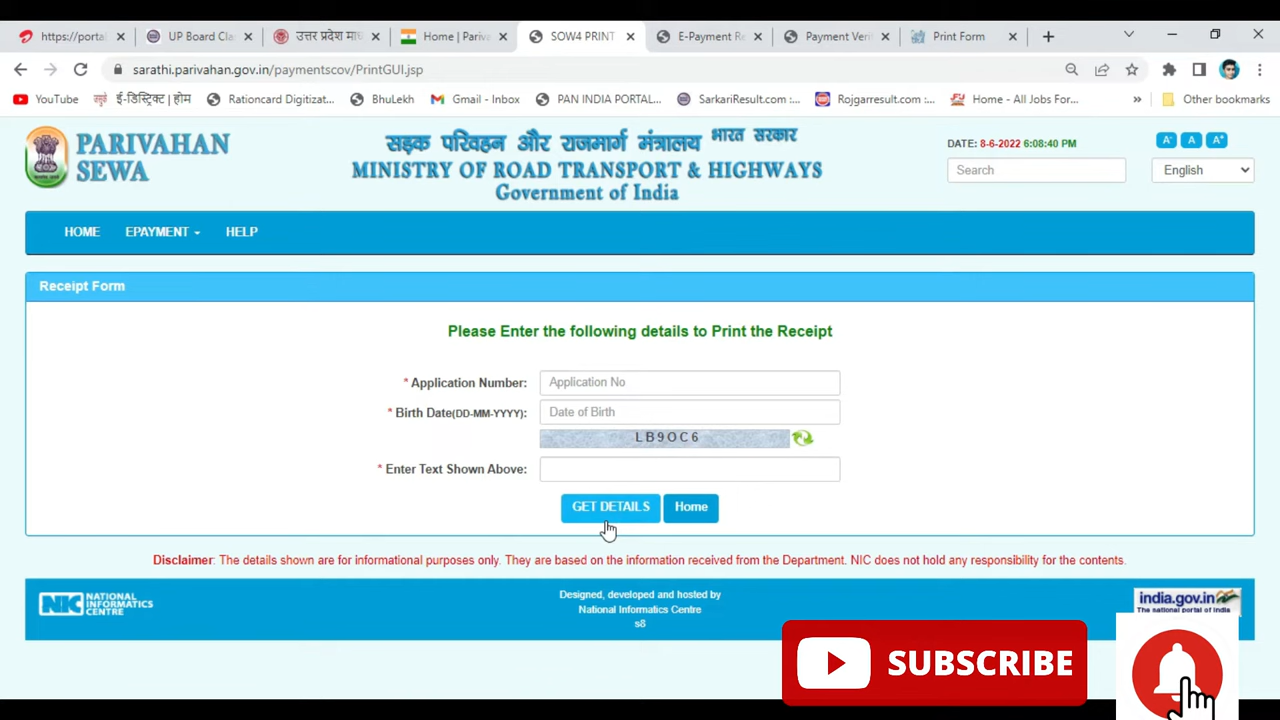 https://porta
UP Board Cla
उत्तर प्रदेश माध
Home | Pariva
SOW4 PRINT
E-Payment Re
Payment Veri
Print Form
sarathi.parivahan.gov.in/paymentscov/PrintGUI.jsp
YouTube
ई-डिस्ट्रिक्ट | होम
Rationcard Digitizat...
BhuLekh
Gmail - Inbox
PAN INDIA PORTAL...
SarkariResult.com :...
Rojgarresult.com :...
Home - All Jobs For...
»
Other bookmarks
PARIVAHAN
SEWA
सड़क परिवहन और राजमार्ग मंत्रालय भारत सरकार
MINISTRY OF ROAD TRANSPORT & HIGHWAYS
Government of India
DATE: 8-6-2022 6:08:40 PM
A- A A+
Search
English
HOME EPAYMENT HELP
Receipt Form
Please Enter the following details to Print the Receipt
* Application Number: Application No
* Birth Date(DD-MM-YYYY): Date of Birth
LB9OC6
* Enter Text Shown Above:
GET DETAILS Home
Disclaimer: The details shown are for informational purposes only. They are based on the information received from the Department. NIC does not hold any responsibility for the contents.
NIC NATIONAL
INFORMATICS
CENTRE
Designed, developed and hosted by
National Informatics Centre
s8
india.gov.in
The national portal of India
SUBSCRIBE